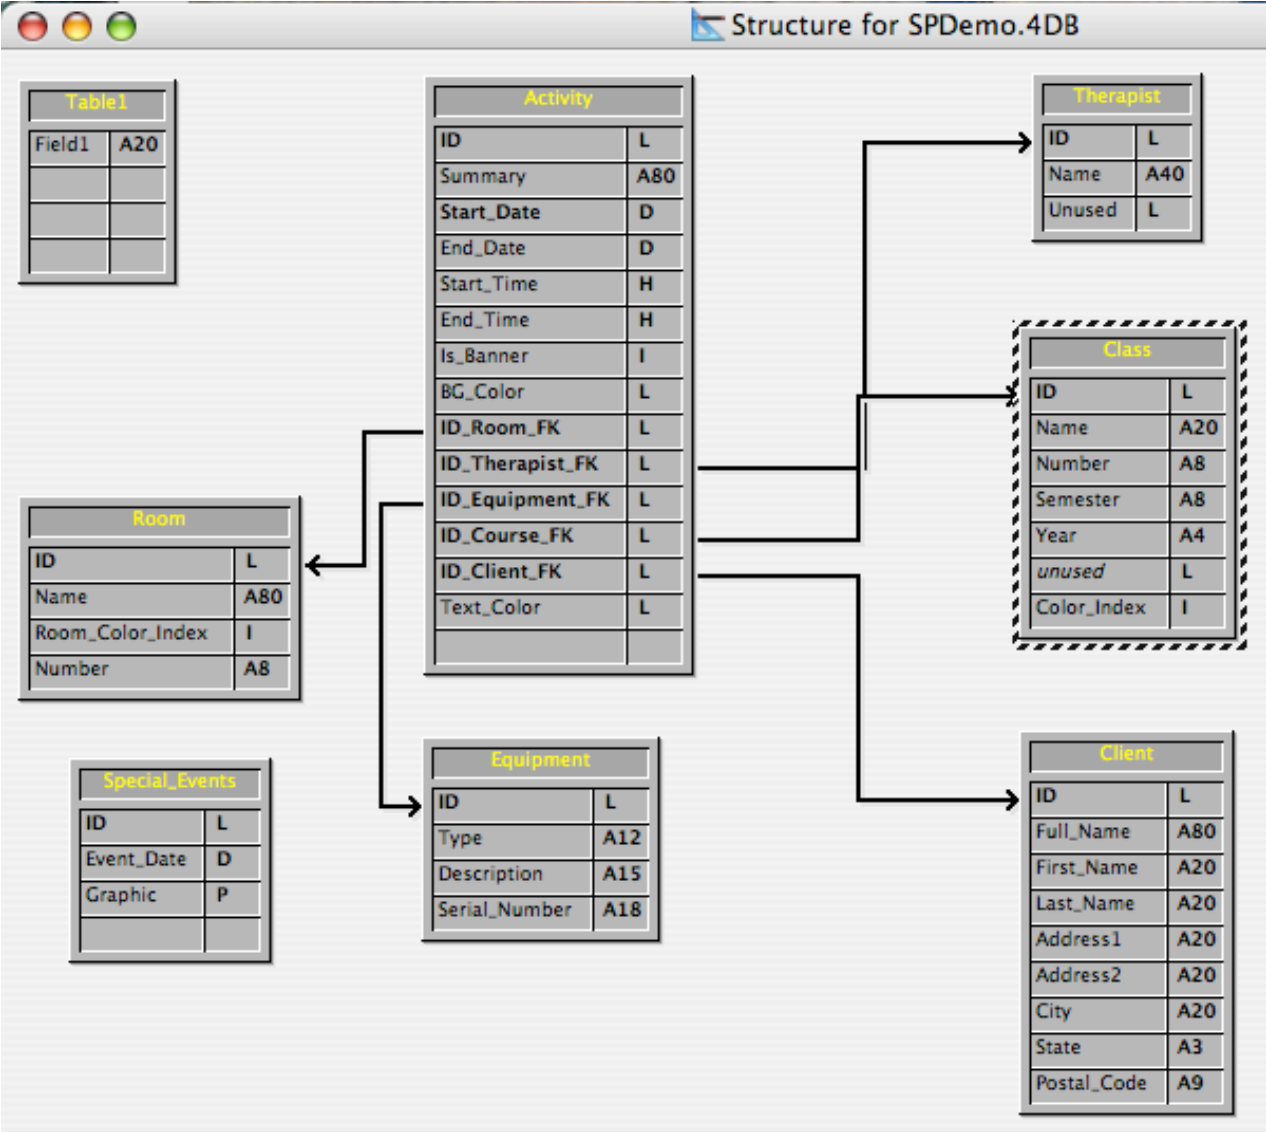 Structure for SPDemo.4DB
Table1
Field1 A20
Activity
ID L
Summary A80
Start_Date D
End_Date D
Start_Time H
End_Time H
Is_Banner I
BG_Color L
ID_Room_FK L
ID_Therapist_FK L
ID_Equipment_FK L
ID_Course_FK L
ID_Client_FK L
Text_Color L
Therapist
ID L
Name A40
Unused L
Class
ID L
Name A20
Number A8
Semester A8
Year A4
unused L
Color_Index I
Room
ID L
Name A80
Room_Color_Index I
Number A8
Special_Events
ID L
Event_Date D
Graphic P
Equipment
ID L
Type A12
Description A15
Serial_Number A18
Client
ID L
Full_Name A80
First_Name A20
Last_Name A20
Address1 A20
Address2 A20
City A20
State A3
Postal_Code A9